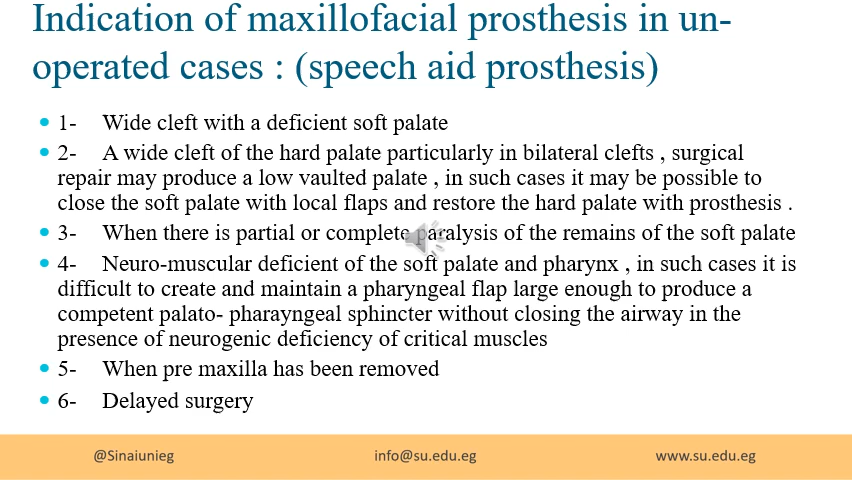 Indication of maxillofacial prosthesis in un-
operated cases : (speech aid prosthesis)
1- Wide cleft with a deficient soft palate
2- A wide cleft of the hard palate particularly in bilateral clefts , surgical
repair may produce a low vaulted palate , in such cases it may be possible to
close the soft palate with local flaps and restore the hard palate with prosthesis .
3- When there is partial or complete paralysis of the remains of the soft palate
4- Neuro-muscular deficient of the soft palate and pharynx , in such cases it is
difficult to create and maintain a pharyngeal flap large enough to produce a
competent palato- pharayngeal sphincter without closing the airway in the
presence of neurogenic deficiency of critical muscles
5- When pre maxilla has been removed
6- Delayed surgery
@Sinaiunieg info@su.edu.eg www.su.edu.eg